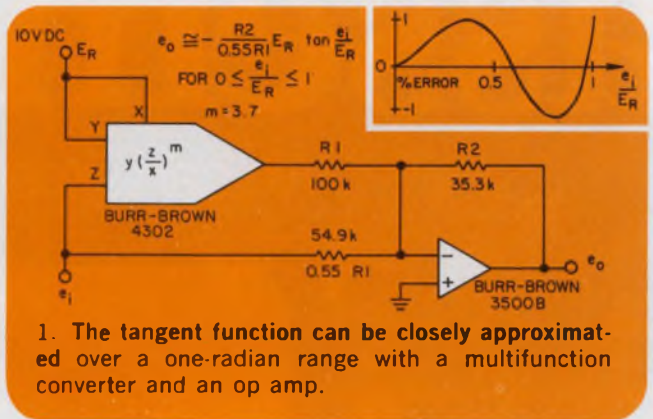 10V DC
E_R
e_o ≅ - R2/0.55R1 E_R tan e_i/E_R
FOR 0 ≤ e_i/E_R ≤ 1
m = 3.7
X
Y
Z
y(z/x)^m
BURR-BROWN
4302
e_i
R1
100 k
54.9k
0.55 R1
R2
35.3k
-
+
e_o
BURR-BROWN
3500B
+1
0
-1
% ERROR
0.5
1
e_i/E_R
1. The tangent function can be closely approximat-
ed over a one-radian range with a multifunction
converter and an op amp.